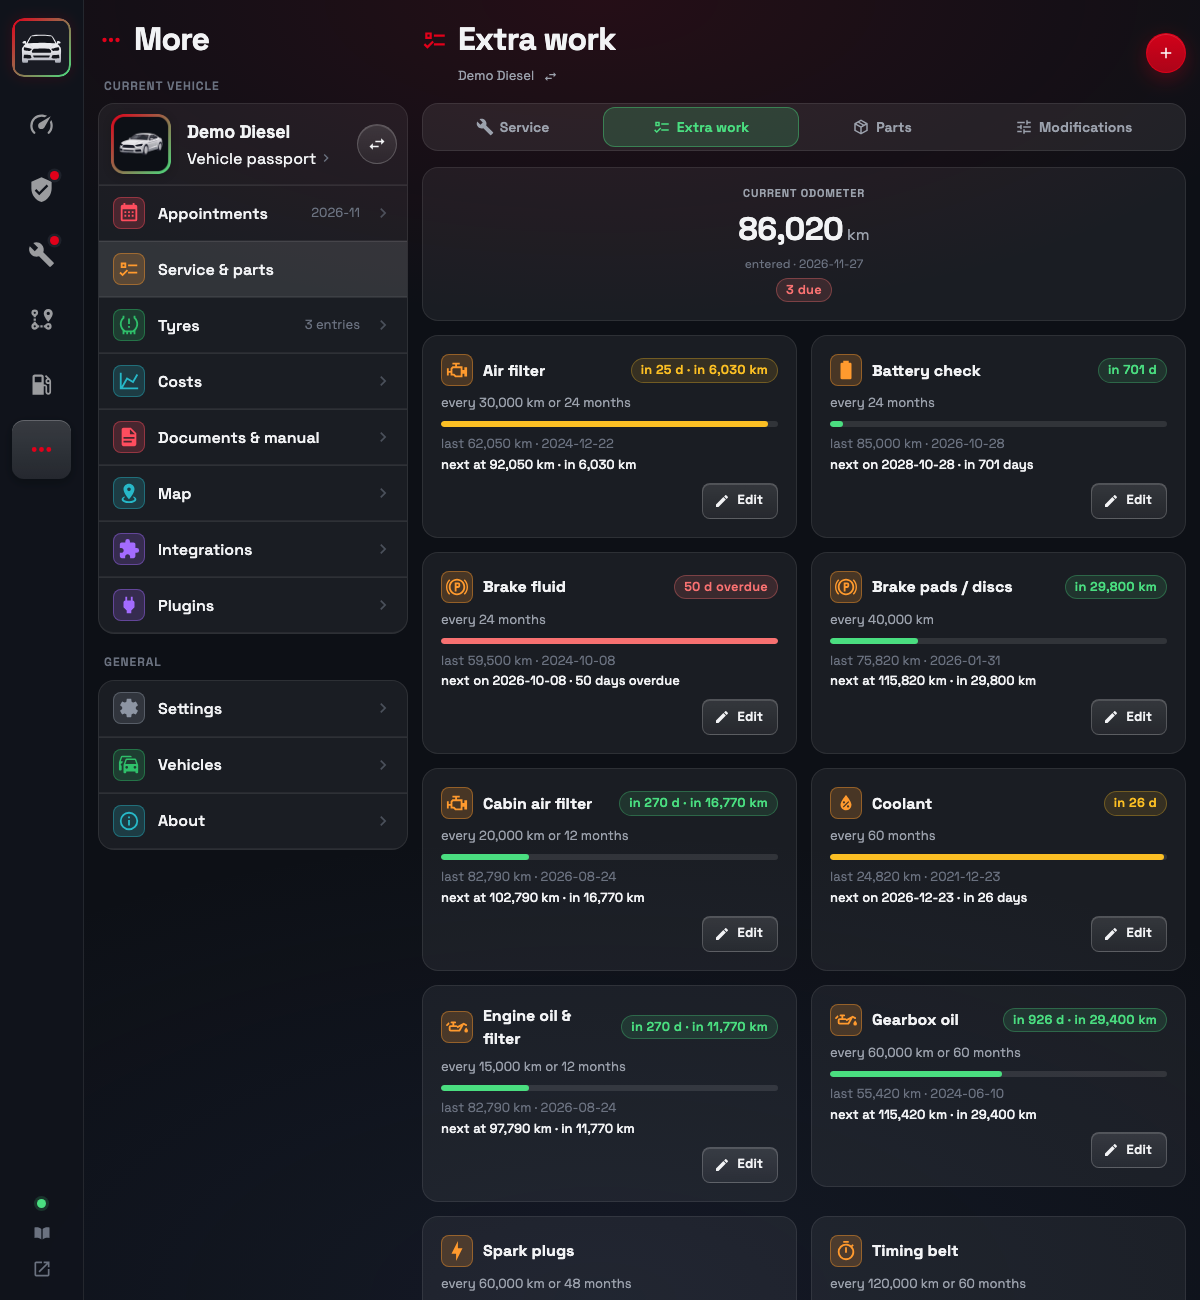 More
CURRENT VEHICLE
Demo Diesel
Vehicle passport
Appointments 2026-11
Service & parts
Tyres 3 entries
Costs
Documents & manual
Map
Integrations
Plugins
GENERAL
Settings
Vehicles
About
Extra work
Demo Diesel
Service Extra work Parts Modifications
CURRENT ODOMETER
86,020 km
entered · 2026-11-27
3 due
Air filter in 25 d · in 6,030 km
every 30,000 km or 24 months
last 62,050 km · 2024-12-22
next at 92,050 km · in 6,030 km
Edit
Battery check in 701 d
every 24 months
last 85,000 km · 2026-10-28
next on 2028-10-28 · in 701 days
Edit
Brake fluid 50 d overdue
every 24 months
last 59,500 km · 2024-10-08
next on 2026-10-08 · 50 days overdue
Edit
Brake pads / discs in 29,800 km
every 40,000 km
last 75,820 km · 2026-01-31
next at 115,820 km · in 29,800 km
Edit
Cabin air filter in 270 d · in 16,770 km
every 20,000 km or 12 months
last 82,790 km · 2026-08-24
next at 102,790 km · in 16,770 km
Edit
Coolant in 26 d
every 60 months
last 24,820 km · 2021-12-23
next on 2026-12-23 · in 26 days
Edit
Engine oil &
filter in 270 d · in 11,770 km
every 15,000 km or 12 months
last 82,790 km · 2026-08-24
next at 97,790 km · in 11,770 km
Edit
Gearbox oil in 926 d · in 29,400 km
every 60,000 km or 60 months
last 55,420 km · 2024-06-10
next at 115,420 km · in 29,400 km
Edit
Spark plugs
every 60,000 km or 48 months
Timing belt
every 120,000 km or 60 months